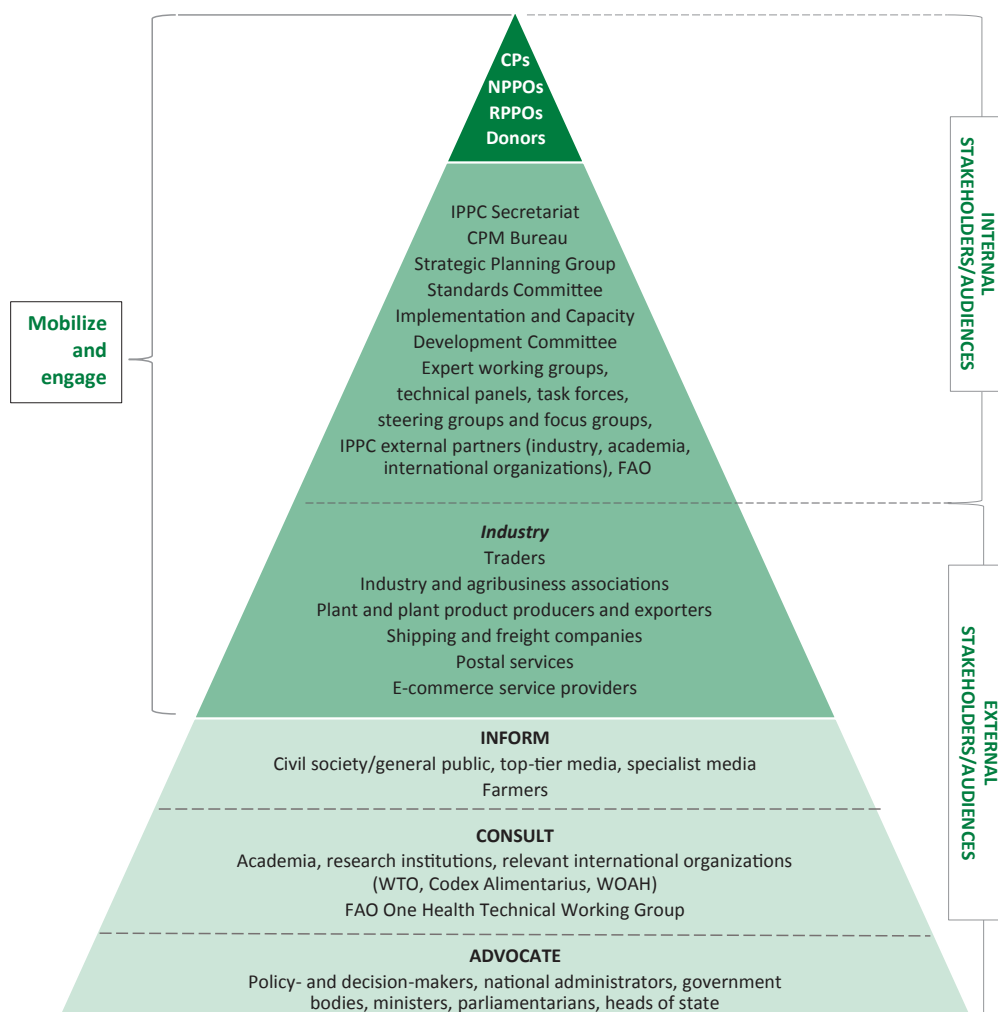 CPs
NPPOs
RPPOs
Donors
IPPC Secretariat
CPM Bureau
Strategic Planning Group
Standards Committee
Implementation and Capacity
Development Committee
Expert working groups,
technical panels, task forces,
steering groups and focus groups,
IPPC external partners (industry, academia,
international organizations), FAO
Mobilize
and
engage
INTERNAL
STAKEHOLDERS/AUDIENCES
Industry
Traders
Industry and agribusiness associations
Plant and plant product producers and exporters
Shipping and freight companies
Postal services
E-commerce service providers
INFORM
Civil society/general public, top-tier media, specialist media
Farmers
CONSULT
Academia, research institutions, relevant international organizations
(WTO, Codex Alimentarius, WOAH)
FAO One Health Technical Working Group
ADVOCATE
Policy- and decision-makers, national administrators, government
bodies, ministers, parliamentarians, heads of state
EXTERNAL
STAKEHOLDERS/AUDIENCES